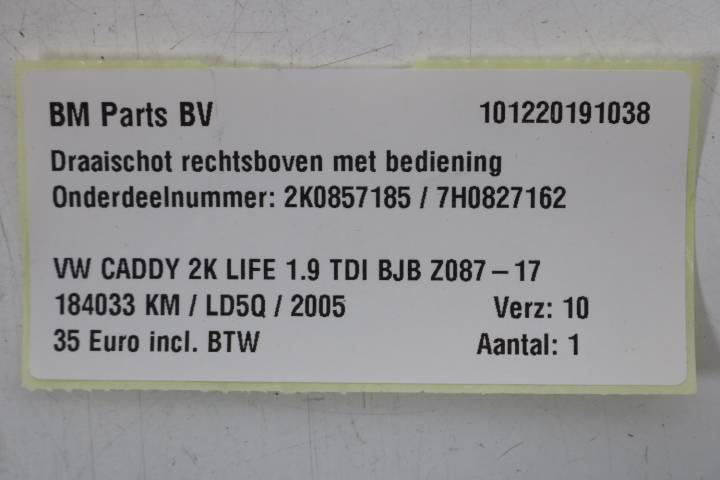 BM Parts BV 101220191038
Draaischot rechtsboven met bediening
Onderdeelnummer: 2K0857185 / 7H0827162
VW CADDY 2K LIFE 1.9 TDI BJB Z087 – 17
184033 KM / LD5Q / 2005 Verz: 10
35 Euro incl. BTW Aantal: 1